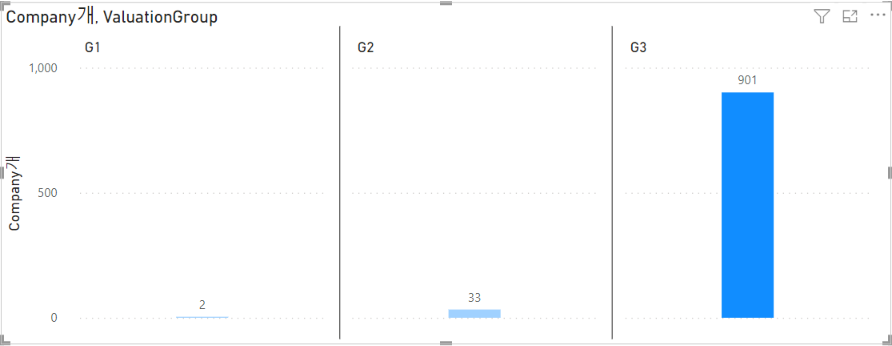 Company개, ValuationGroup
G1
G2
G3
1,000
500
0
Company개
2
33
901